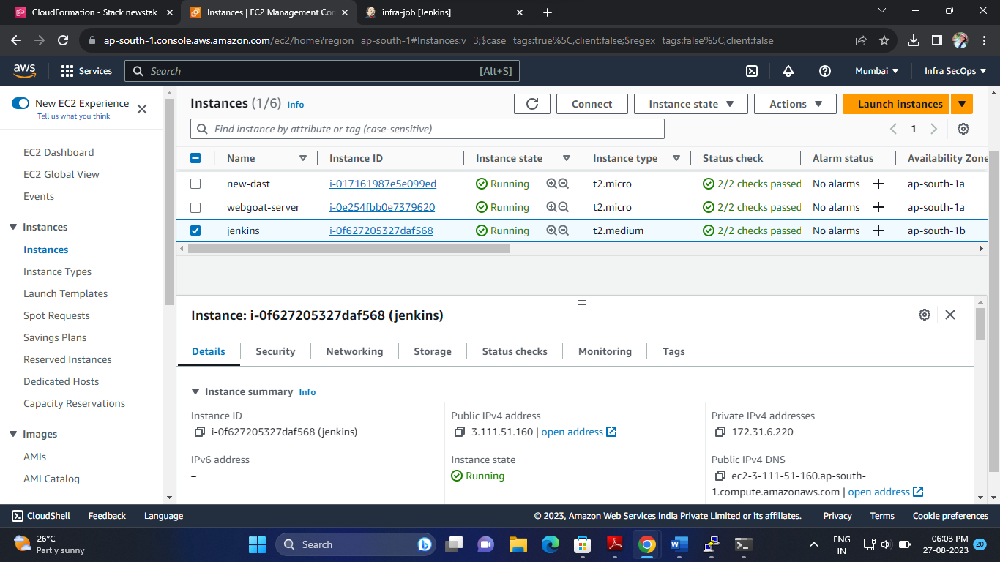 CloudFormation - Stack newstak
Instances | EC2 Management Con
infra-job [Jenkins]
ap-south-1.console.aws.amazon.com/ec2/home?region=ap-south-1#Instances:v=3;$case=tags:true%5C,client:false;$regex=tags:false%5C,client:false
aws Services Search [Alt+S] Mumbai Infra SecOps
New EC2 Experience
Tell us what you think
EC2 Dashboard
EC2 Global View
Events
Instances
Instances
Instance Types
Launch Templates
Spot Requests
Savings Plans
Reserved Instances
Dedicated Hosts
Capacity Reservations
Images
AMIs
AMI Catalog
Instances (1/6) Info Connect Instance state Actions Launch instances
Find instance by attribute or tag (case-sensitive)
1
Name Instance ID Instance state Instance type Status check Alarm status Availability Zone
new-dast i-017161987e5e099ed Running t2.micro 2/2 checks passed No alarms + ap-south-1a
webgoat-server i-0e254fbb0e7379620 Running t2.micro 2/2 checks passed No alarms + ap-south-1a
jenkins i-0f627205327daf568 Running t2.medium 2/2 checks passed No alarms + ap-south-1b
Instance: i-0f627205327daf568 (jenkins)
Details Security Networking Storage Status checks Monitoring Tags
Instance summary Info
Instance ID
i-0f627205327daf568 (jenkins)
Public IPv4 address
3.111.51.160 | open address
Private IPv4 addresses
172.31.6.220
IPv6 address
–
Instance state
Running
Public IPv4 DNS
ec2-3-111-51-160.ap-south-
1.compute.amazonaws.com | open address
CloudShell Feedback Language © 2023, Amazon Web Services India Private Limited or its affiliates. Privacy Terms Cookie preferences
26°C
Partly sunny
Search
ENG
IN
06:03 PM
27-08-2023
20